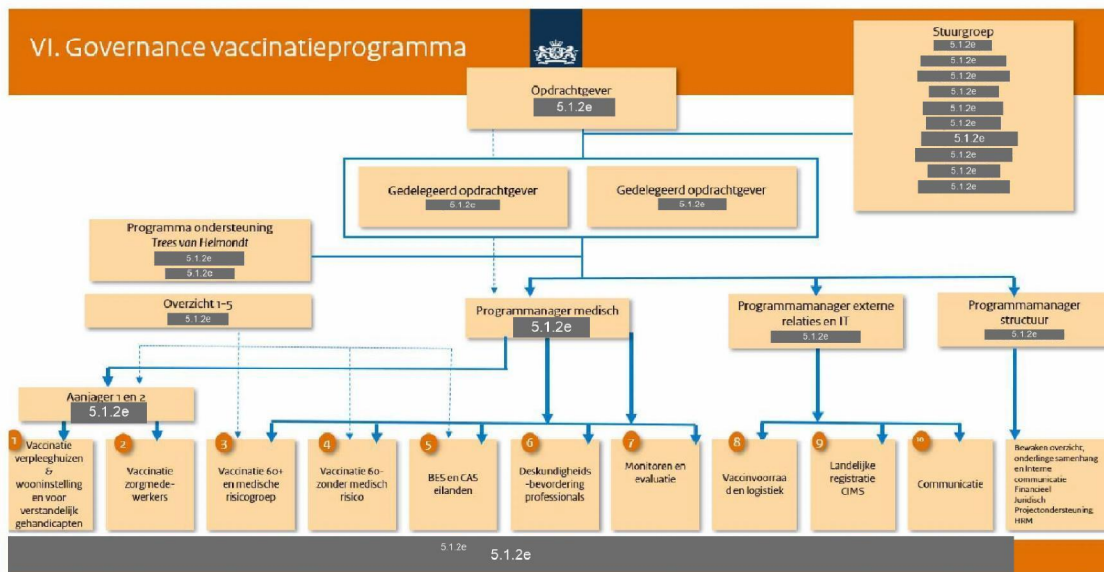 VI. Governance vaccinatieprogramma
Stuurgroep
5.1.2e
5.1.2e
5.1.2e
5.1.2e
5.1.2e
5.1.2e
5.1.2e
5.1.2e
5.1.2e
5.1.2e
Opdrachtgever
5.1.2e
Gedelegeerd opdrachtgever
5.1.2e
Gedelegeerd opdrachtgever
5.1.2e
Programma ondersteuning
Trees van Helmondt
5.1.2e
5.1.2e
Overzicht 1-5
5.1.2e
Programmanager medisch
5.1.2e
Programmamanager externe
relaties en IT
5.1.2e
Programmamanager
structuur
5.1.2e
Aanjager 1 en 2
5.1.2e
1
Vaccinatie
verpleeghuizen
&
wooninstelling
en voor
verstandelijk
gehandicapten
2
Vaccinatie
zorgmede-
werkers
3
Vaccinatie 60+
en medische
risicogroep
4
Vaccinatie 60-
zonder medisch
risico
5
BES en CAS
eilanden
6
Deskundigheids
-bevordering
professionals
7
Monitoren en
evaluatie
8
Vaccinvoorraa
d en logistiek
9
Landelijke
registratie
CIMS
10
Communicatie
Bewaken overzicht,
onderlinge samenhang
en Interne
communicatie
Financieel
Juridisch
Projectondersteuning
HRM
5.1.2e
5.1.2e